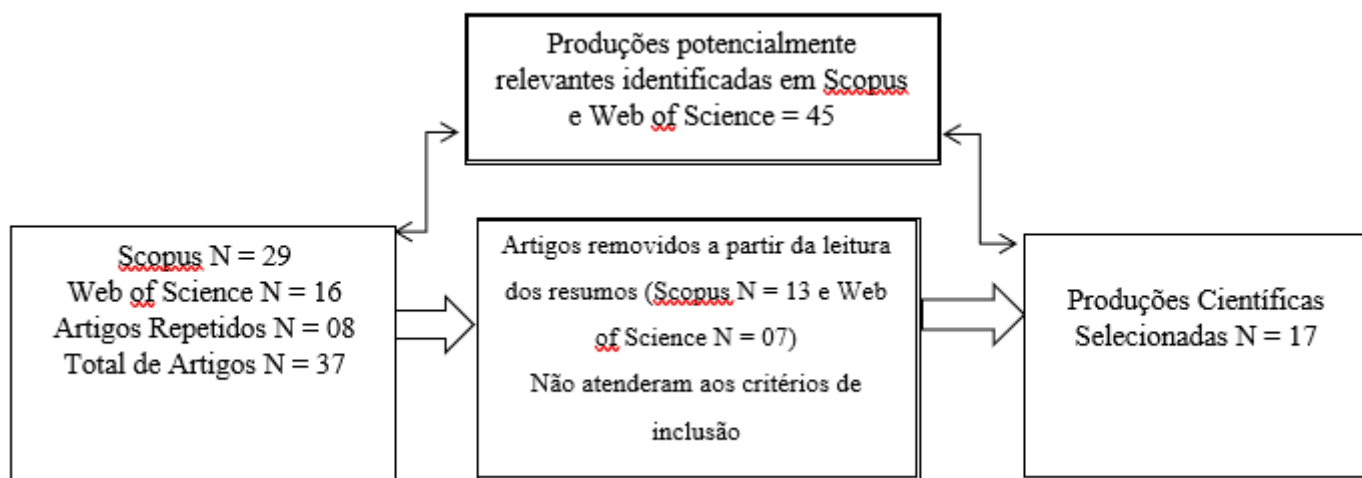 Produções potencialmente
relevantes identificadas em Scopus
e Web of Science = 45
Scopus N = 29
Web of Science N = 16
Artigos Repetidos N = 08
Total de Artigos N = 37
Artigos removidos a partir da leitura
dos resumos (Scopus N = 13 e Web
of Science N = 07)
Não atenderam aos critérios de
inclusão
Produções Científicas
Selecionadas N = 17